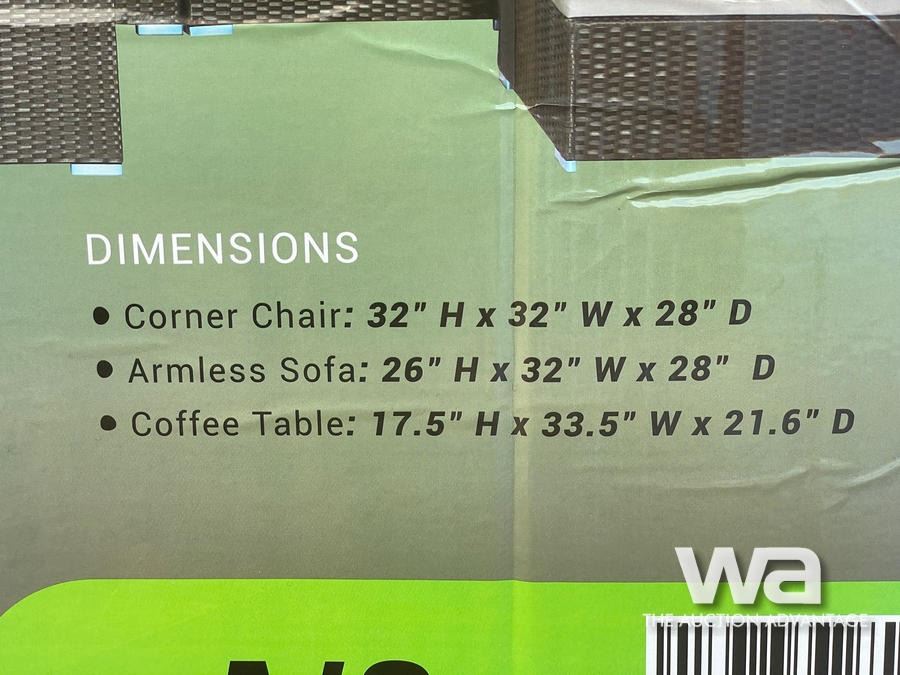 DIMENSIONS
• Corner Chair: 32" H x 32" W x 28" D
• Armless Sofa: 26" H x 32" W x 28" D
• Coffee Table: 17.5" H x 33.5" W x 21.6" D
wa
THE AUCTION ADVANTAGE